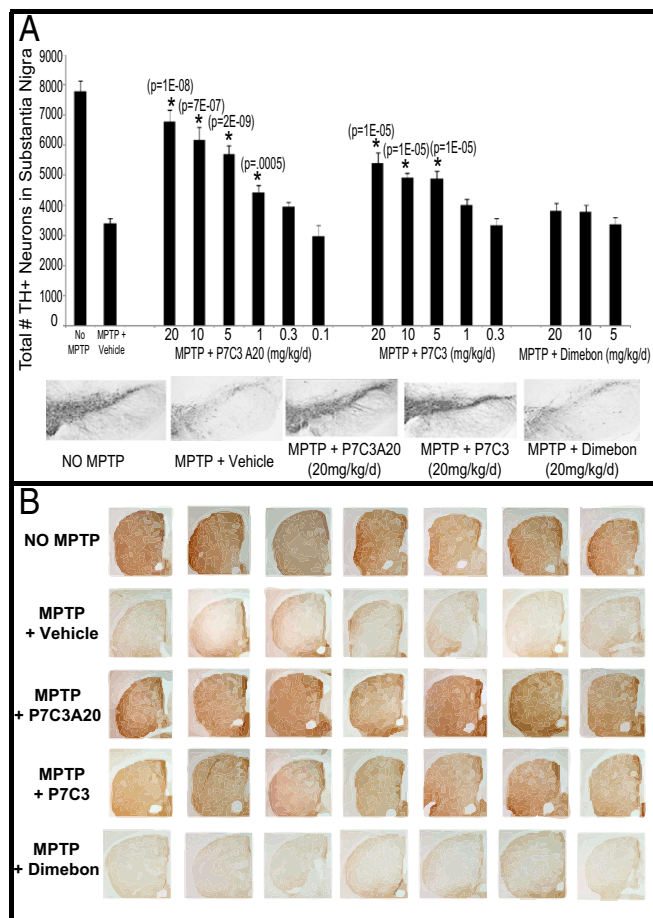 A
Total # TH+ Neurons in Substantia Nigra
9000
8000
7000
6000
5000
4000
3000
2000
1000
0
(p=1E-08)
*
(p=7E-07)
*
(p=2E-09)
*
(p=.0005)
*
(p=1E-05)
*
(p=1E-05)
*
(p=1E-05)
*
No
MPTP
MPTP +
Vehicle
20 10 5 1 0.3 0.1
MPTP + P7C3 A20 (mg/kg/d)
20 10 5 1 0.3
MPTP + P7C3 (mg/kg/d)
20 10 5
MPTP + Dimebon (mg/kg/d)
NO MPTP
MPTP + Vehicle
MPTP + P7C3A20
(20mg/kg/d)
MPTP + P7C3
(20mg/kg/d)
MPTP + Dimebon
(20mg/kg/d)
B
NO MPTP
MPTP
+ Vehicle
MPTP
+ P7C3A20
MPTP
+ P7C3
MPTP
+ Dimebon